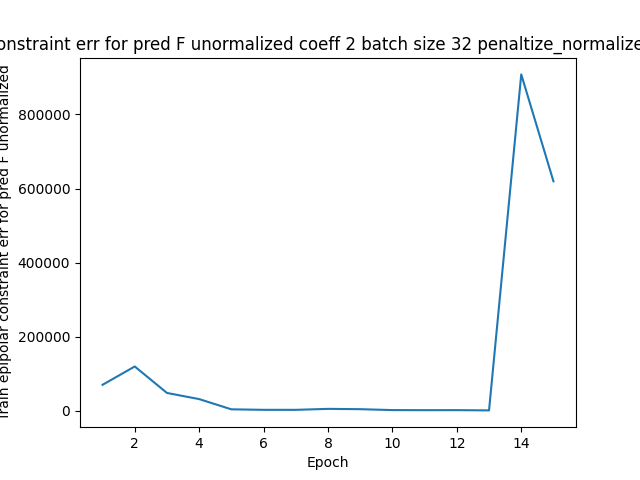 onstraint err for pred F unormalized coeff 2 batch size 32 penaltize_normalize
Train epipolar constraint err for pred F unormalized
800000
600000
400000
200000
0
2 4 6 8 10 12 14
Epoch